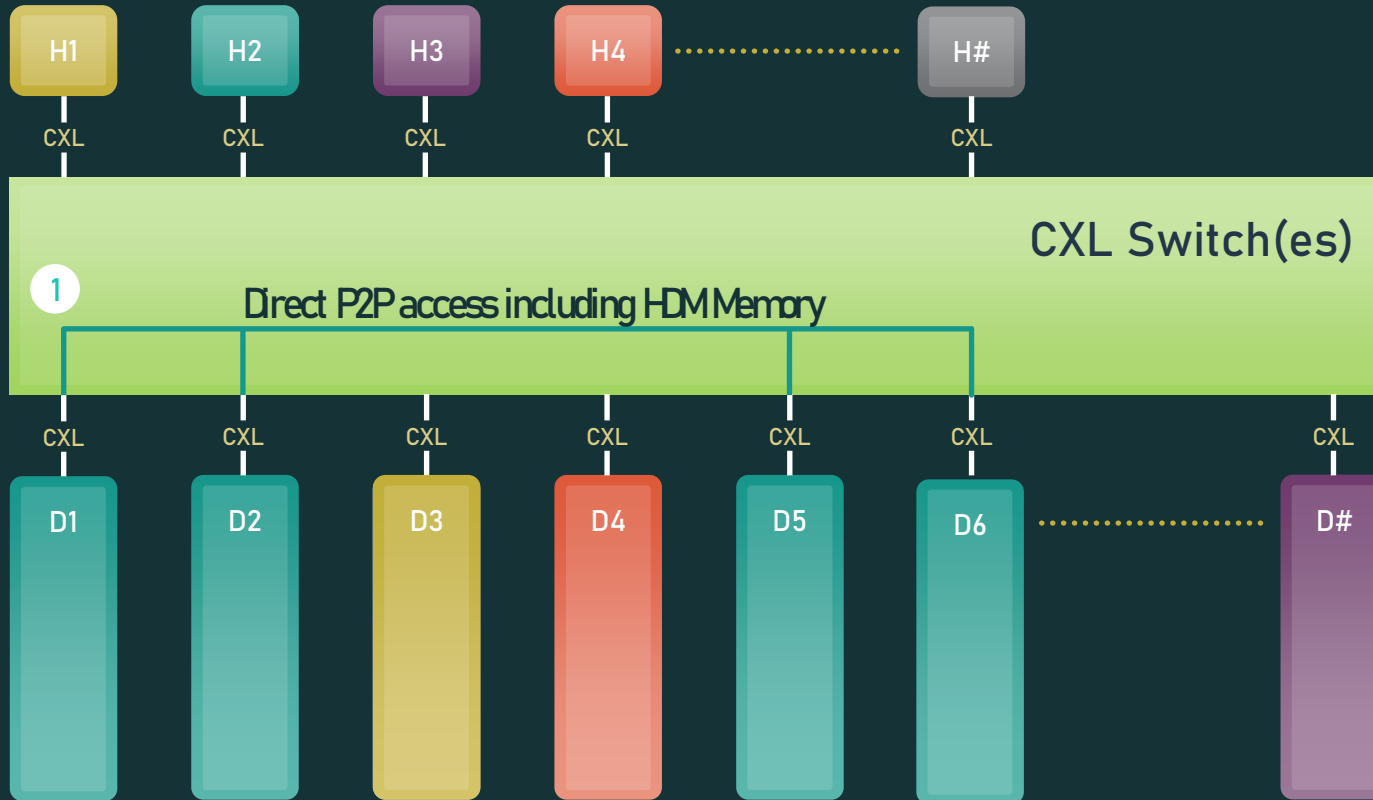 H1 H2 H3 H4 H#
CXL CXL CXL CXL CXL
CXL Switch(es)
1
Direct P2P access including HDM Memory
CXL CXL CXL CXL CXL CXL CXL
D1 D2 D3 D4 D5 D6 D#